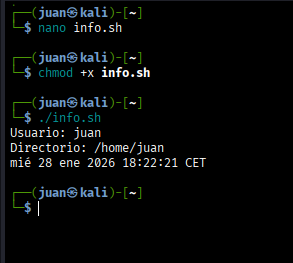 ┌──(juan㉿kali)-[~]
└─$ nano info.sh
┌──(juan㉿kali)-[~]
└─$ chmod +x info.sh
┌──(juan㉿kali)-[~]
└─$ ./info.sh
Usuario: juan
Directorio: /home/juan
mié 28 ene 2026 18:22:21 CET
┌──(juan㉿kali)-[~]
└─$